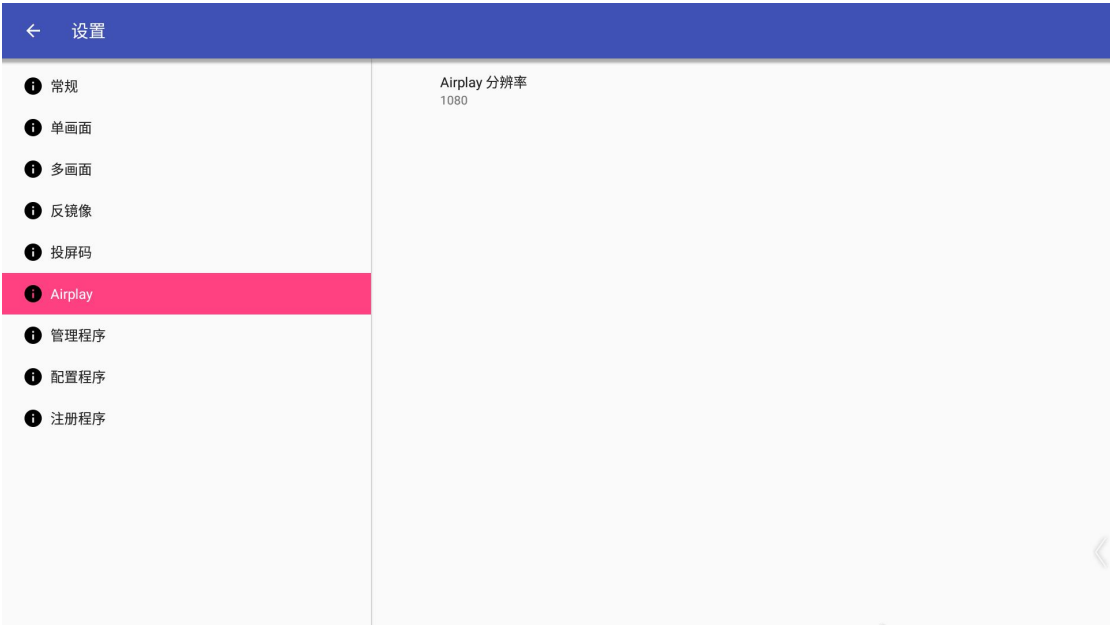 设置
常规
单画面
多画面
反镜像
投屏码
Airplay
管理程序
配置程序
注册程序
Airplay 分辨率
1080